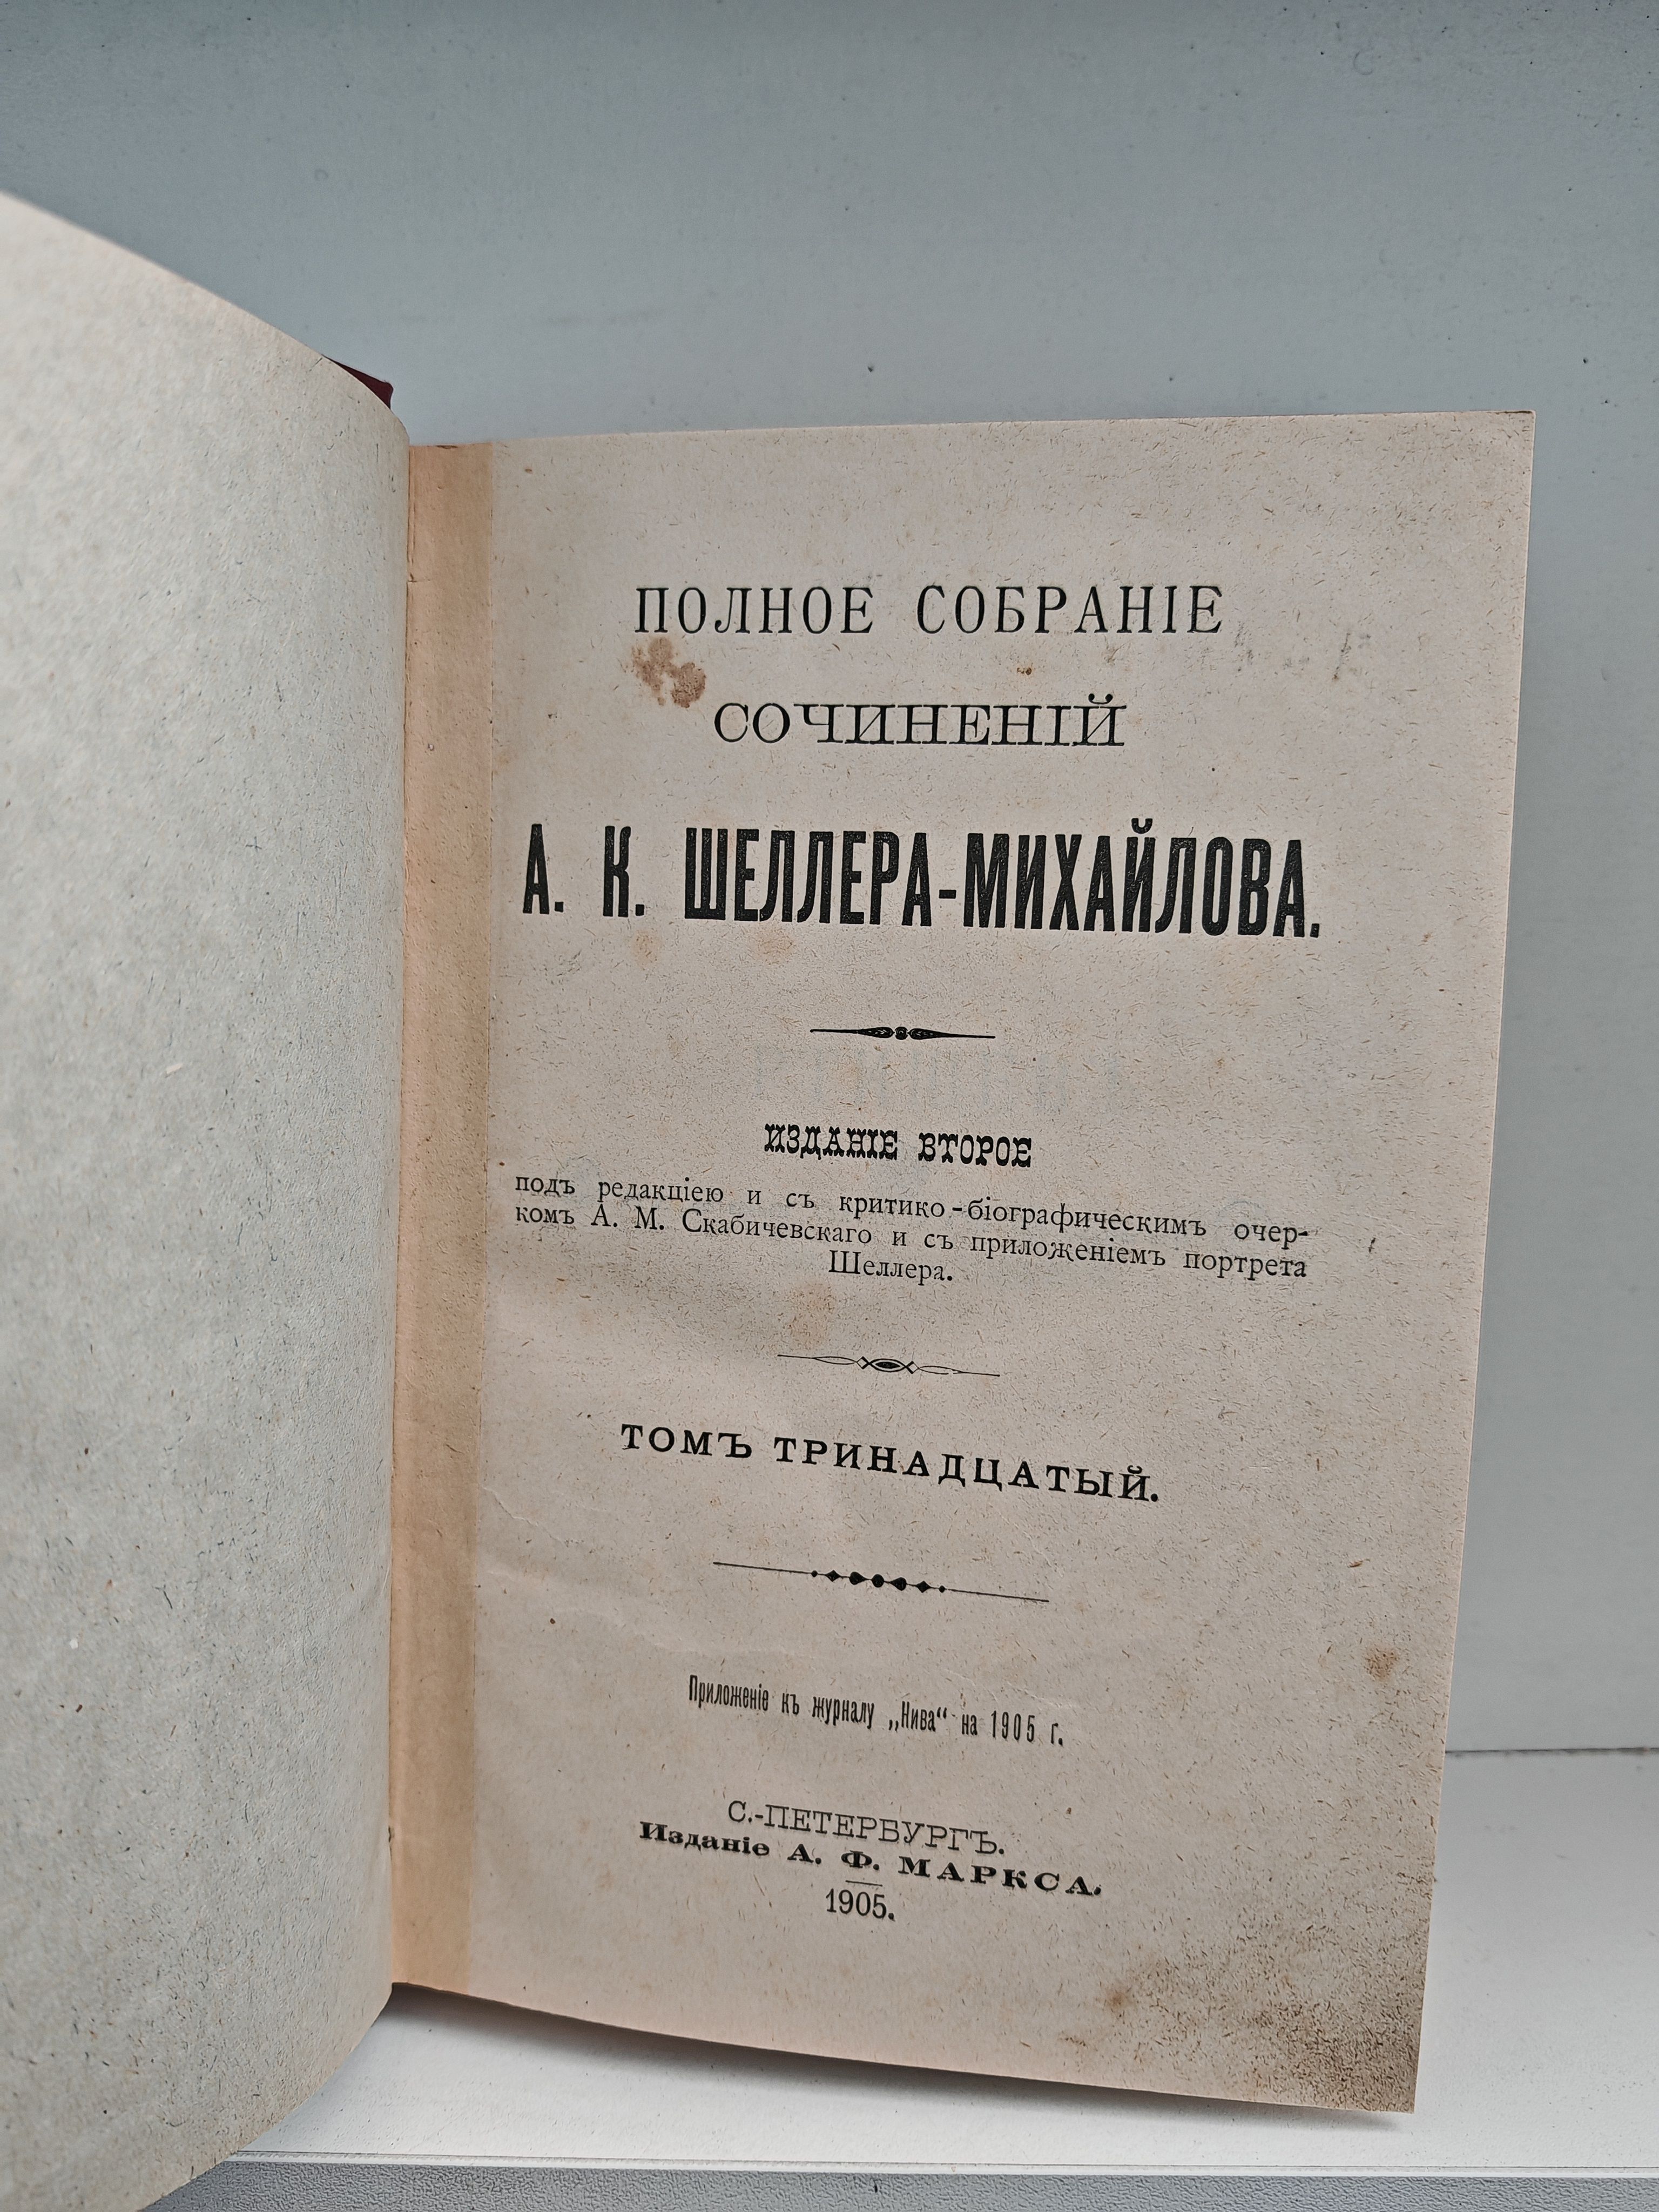 ПОЛНОЕ СОБРАНІЕ
СОЧИНЕНІЙ
А. К. ШЕЛЛЕРА-МИХАЙЛОВА.
ИЗДАНІЕ ВТОРОЕ
подъ редакціею и съ критико-біографическимъ очер-
комъ А. М. Скабичевскаго и съ приложеніемъ портрета
Шеллера.
ТОМЪ ТРИНАДЦАТЫЙ.
Приложеніе къ журналу „Нива“ на 1905 г.
С.-ПЕТЕРБУРГЪ.
Изданіе А. Ф. МАРКСА.
1905.